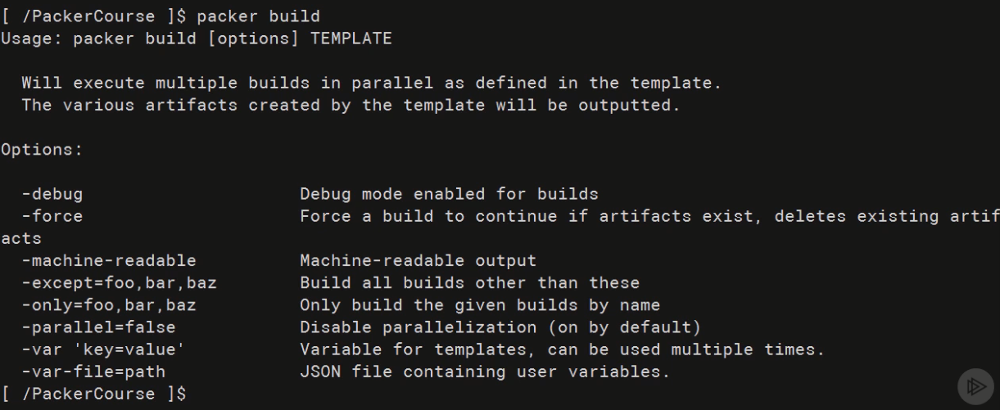 [ /PackerCourse ]$ packer build
Usage: packer build [options] TEMPLATE
Will execute multiple builds in parallel as defined in the template.
The various artifacts created by the template will be outputted.
Options:
-debug Debug mode enabled for builds
-force Force a build to continue if artifacts exist, deletes existing artif
acts
-machine-readable Machine-readable output
-except=foo,bar,baz Build all builds other than these
-only=foo,bar,baz Only build the given builds by name
-parallel=false Disable parallelization (on by default)
-var 'key=value' Variable for templates, can be used multiple times.
-var-file=path JSON file containing user variables.
[ /PackerCourse ]$